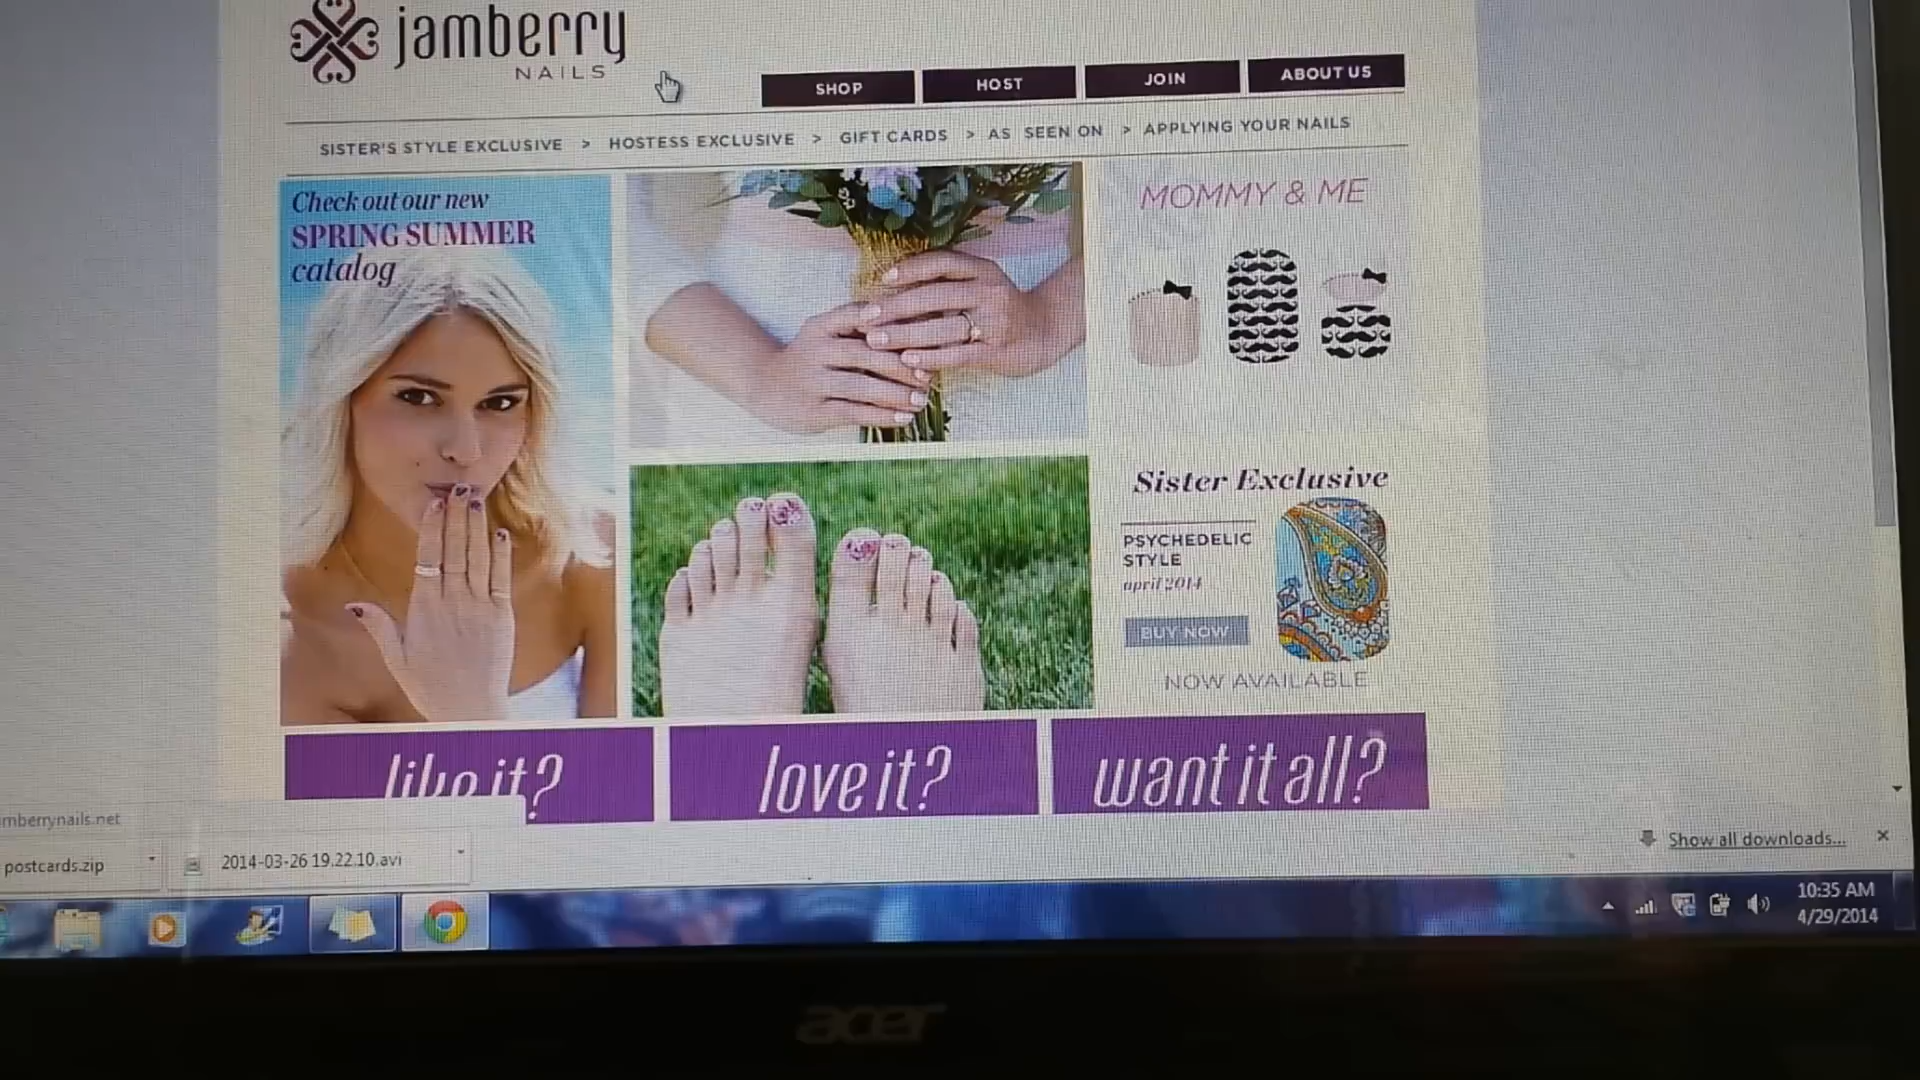 jamberry
NAILS
SHOP
HOST
JOIN
ABOUT US
SISTER'S STYLE EXCLUSIVE > HOSTESS EXCLUSIVE > GIFT CARDS > AS SEEN ON > APPLYING YOUR NAILS
Check out our new
SPRING SUMMER
catalog
MOMMY & ME
Sister Exclusive
PSYCHEDELIC
STYLE
april 2014
BUY NOW
NOW AVAILABLE
like it?
love it?
want it all?
mberrynails.net
postcards.zip
2014-03-26 19.22.10.avi
Show all downloads...
10:35 AM
4/29/2014
acer